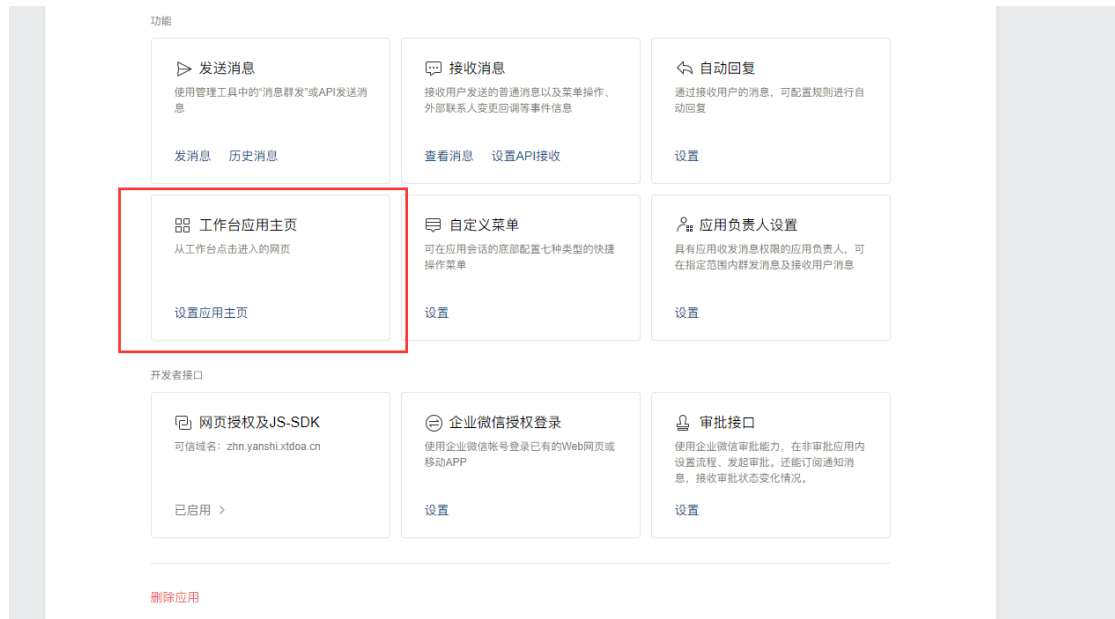 功能
发送消息
使用管理工具中的“消息群发”或API发送消
息
发消息 历史消息
接收消息
接收用户发送的普通消息以及菜单操作、
外部联系人变更回调等事件信息
查看消息 设置API接收
自动回复
通过接收用户的消息，可配置规则进行自
动回复
设置
工作台应用主页
从工作台点击进入的网页
设置应用主页
自定义菜单
可在应用会话的底部配置七种类型的快捷
操作菜单
设置
应用负责人设置
具有应用收发消息权限的应用负责人，可
在指定范围内群发消息及接收用户消息
设置
开发者接口
网页授权及JS-SDK
可信域名：zhn.yanshi.xtdoa.cn
已启用
企业微信授权登录
使用企业微信帐号登录已有的Web网页或
移动APP
设置
审批接口
使用企业微信审批能力，在非审批应用内
设置流程、发起审批。还能订阅通知消
息，接收审批状态变化情况。
设置
删除应用